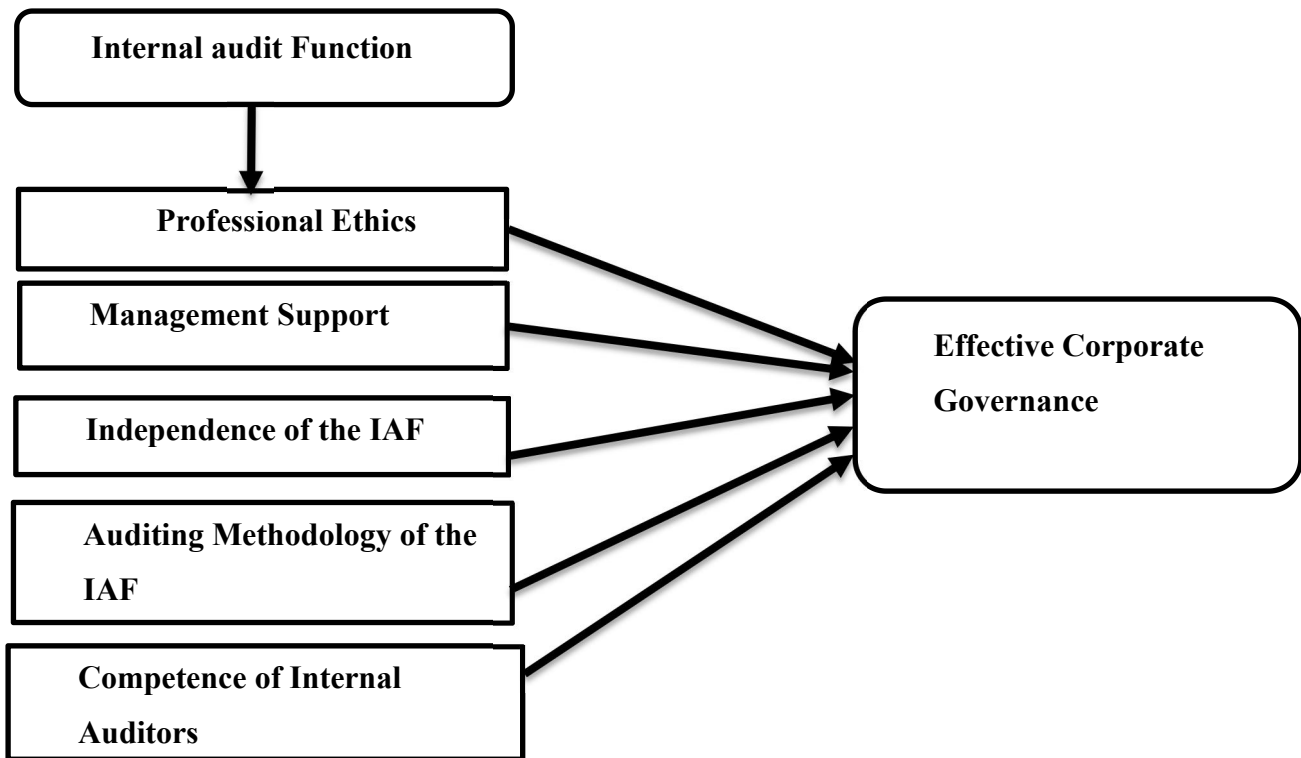 Internal audit Function
Professional Ethics
Management Support
Independence of the IAF
Auditing Methodology of the
IAF
Competence of Internal
Auditors
Effective Corporate
Governance